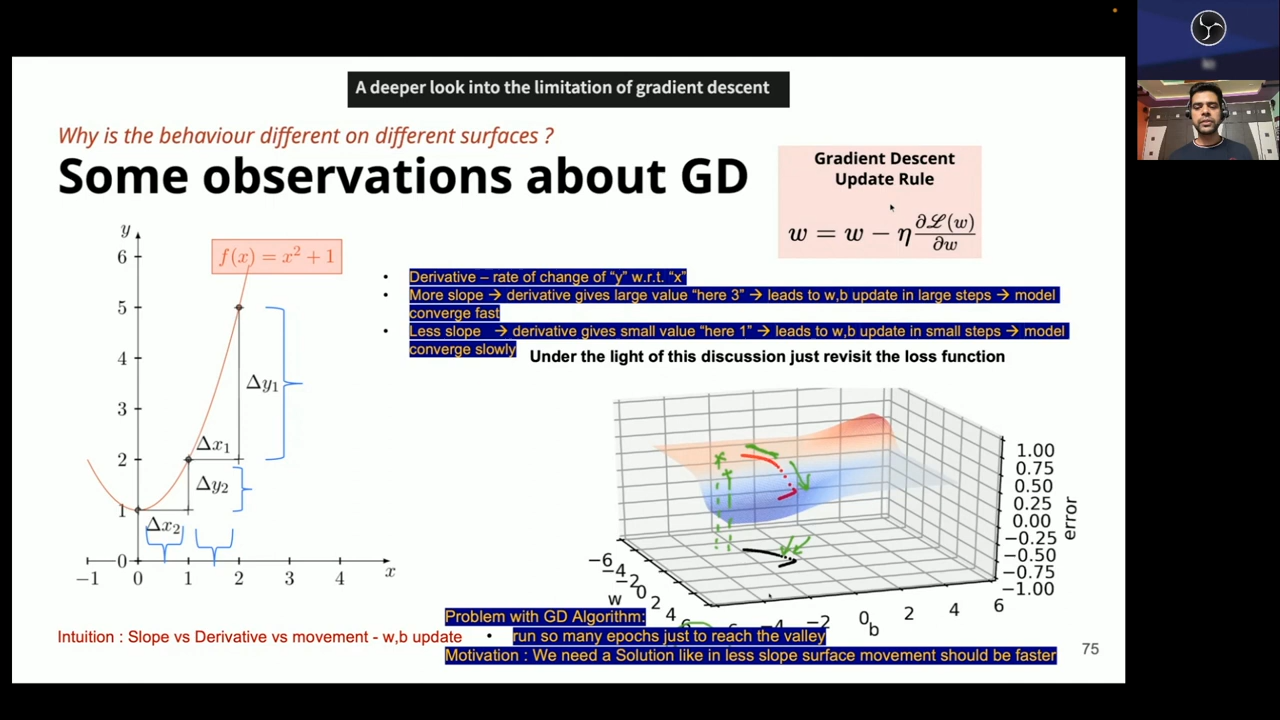 A deeper look into the limitation of gradient descent
Why is the behaviour different on different surfaces ?
Some observations about GD
Gradient Descent
Update Rule
w = w − η ∂ℒ(w)/∂w
y
6
5
4
3
2
1
0
−1 0 1 2 3 4 x
f(x) = x² + 1
Δy₁
Δx₁
Δy₂
Δx₂
• Derivative – rate of change of “y” w.r.t. “x”
• More slope → derivative gives large value “here 3” → leads to w,b update in large steps → model
converge fast
• Less slope → derivative gives small value “here 1” → leads to w,b update in small steps → model
converge slowly
Under the light of this discussion just revisit the loss function
1.00
0.75
0.50
0.25
0.00
−0.25
−0.50
−0.75
−1.00
error
−6
−4
−2
0
2
4
6
w
−4 −2 0 2 4 6
b
Problem with GD Algorithm:
Intuition : Slope vs Derivative vs movement - w,b update
• run so many epochs just to reach the valley
Motivation : We need a Solution like in less slope surface movement should be faster
75